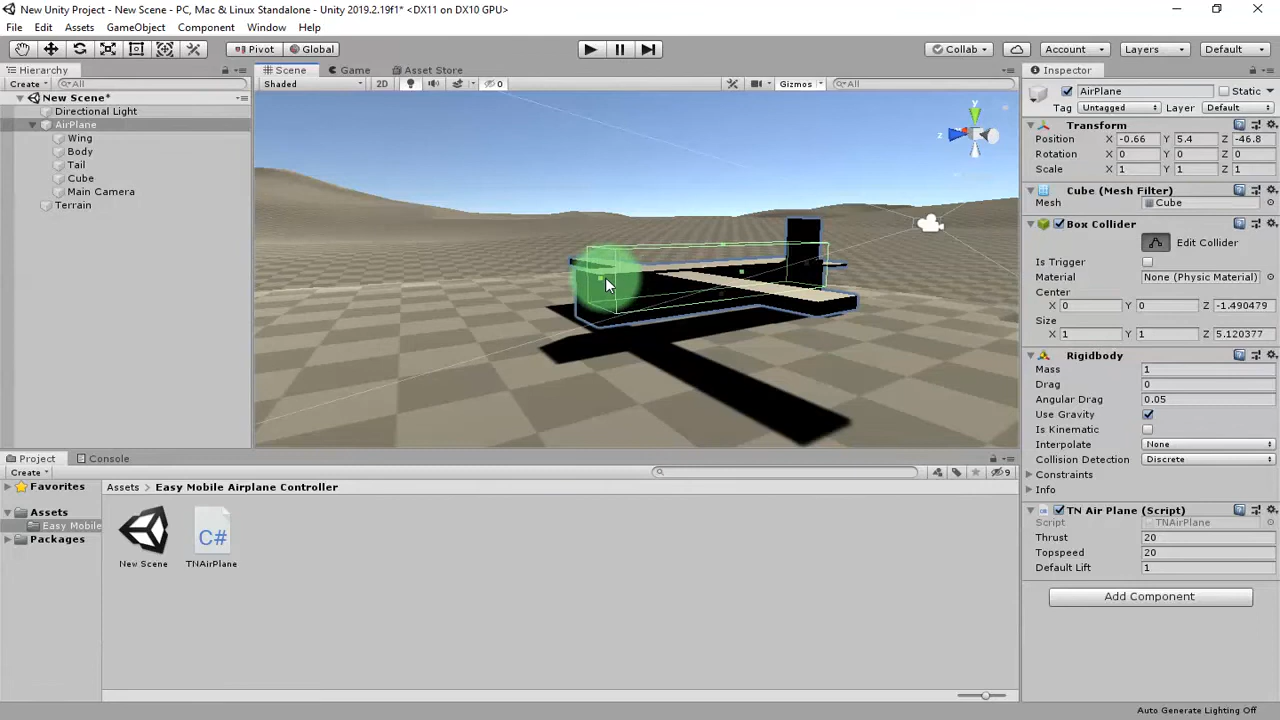 New Unity Project - New Scene - PC, Mac & Linux Standalone - Unity 2019.2.19f1* <DX11 on DX10 GPU>
File Edit Assets GameObject Component Window Help
Pivot Global Collab Account Layers Default
Hierarchy
Create All
New Scene*
Directional Light
AirPlane
Wing
Body
Tail
Cube
Main Camera
Terrain
Scene Game Asset Store
Shaded 2D 0 Gizmos All
y
z
Inspector
AirPlane Static
Tag Untagged Layer Default
Transform
Position X -0.66 Y 5.4 Z -46.8
Rotation X 0 Y 0 Z 0
Scale X 1 Y 1 Z 1
Cube (Mesh Filter)
Mesh Cube
Box Collider
Edit Collider
Is Trigger
Material None (Physic Material)
Center
X 0 Y 0 Z -1.490479
Size
X 1 Y 1 Z 5.120377
Rigidbody
Mass 1
Drag 0
Angular Drag 0.05
Use Gravity
Is Kinematic
Interpolate None
Collision Detection Discrete
Constraints
Info
TN Air Plane (Script)
Script TNAirPlane
Thrust 20
Topspeed 20
Default Lift 1
Add Component
Project Console
Create 9
Favorites
Assets
Easy Mobile
Packages
Assets > Easy Mobile Airplane Controller
C#
New Scene TNAirPlane
Auto Generate Lighting Off